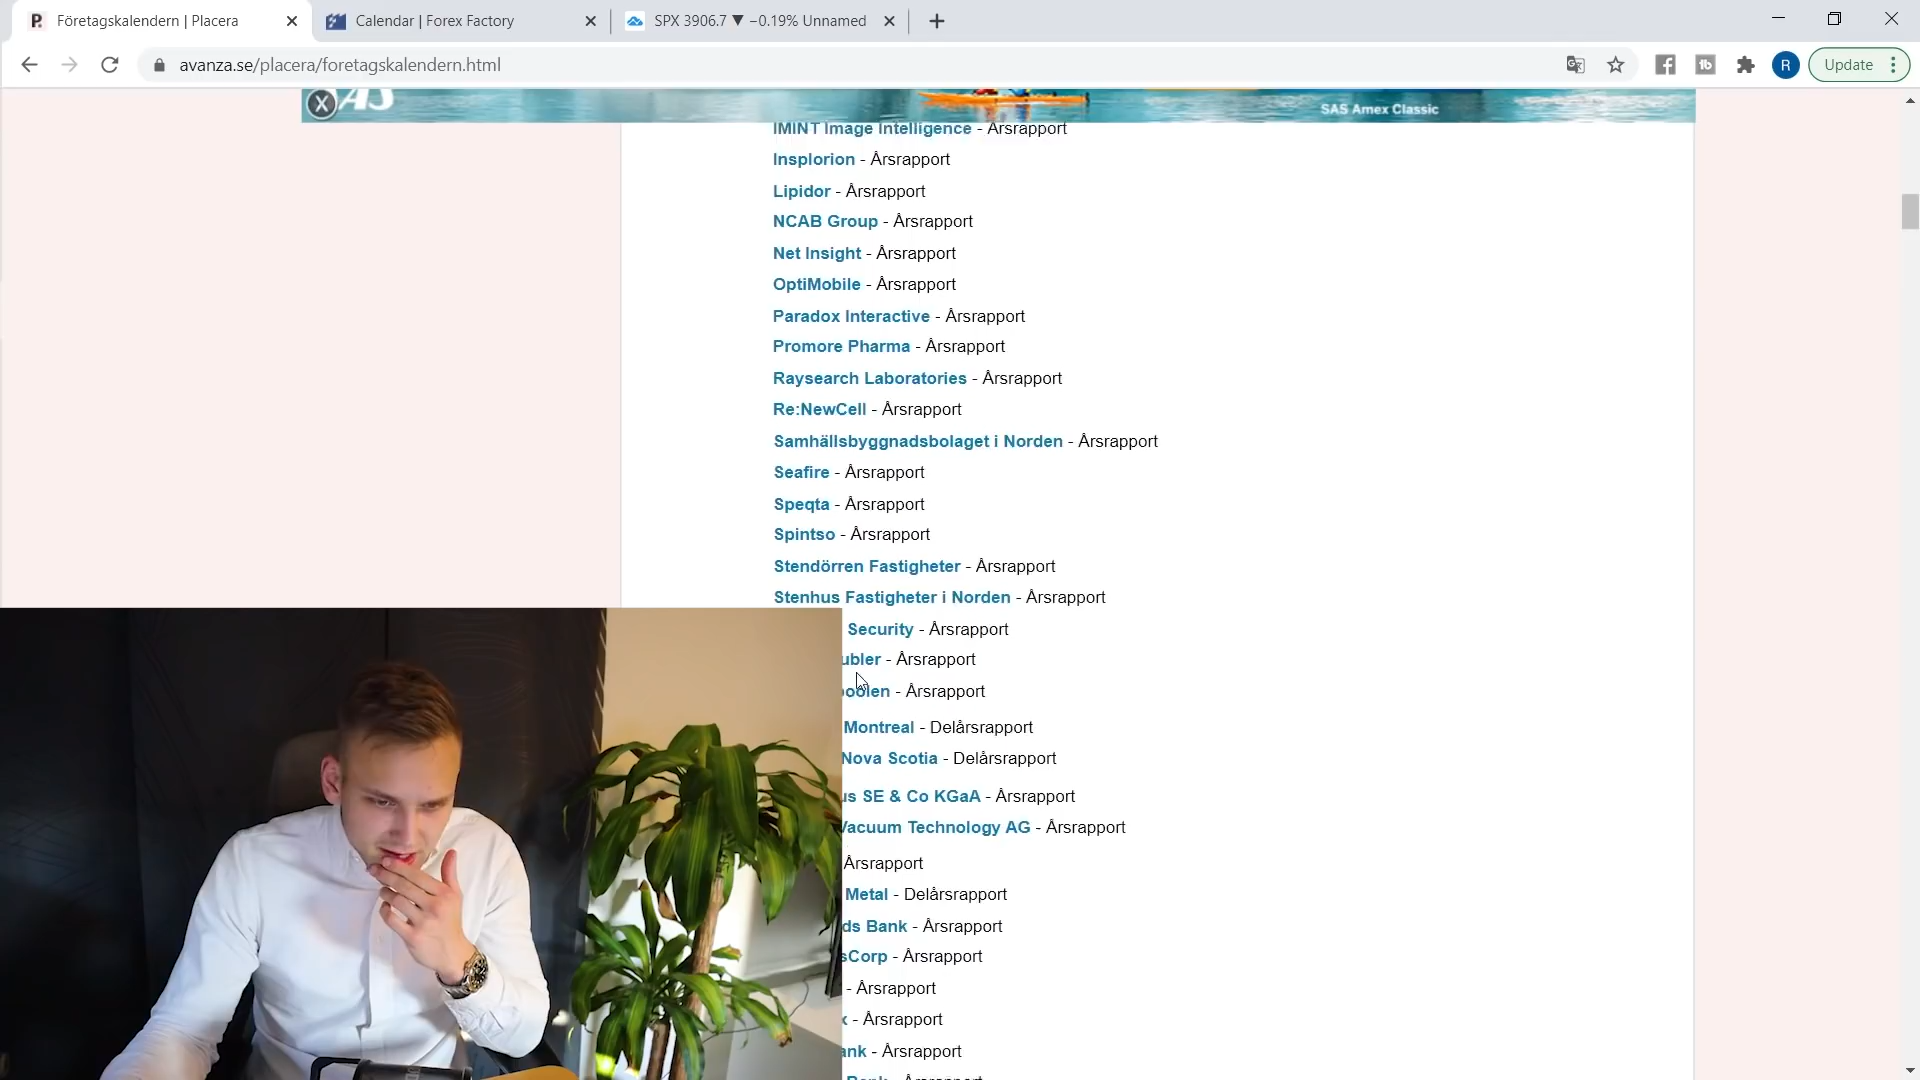 Företagskalendern | Placera
Calendar | Forex Factory
SPX 3906.7 ▼ −0.19% Unnamed
avanza.se/placera/foretagskalendern.html
R
Update
X
SAS Amex Classic
IMINT Image Intelligence - Årsrapport
Insplorion - Årsrapport
Lipidor - Årsrapport
NCAB Group - Årsrapport
Net Insight - Årsrapport
OptiMobile - Årsrapport
Paradox Interactive - Årsrapport
Promore Pharma - Årsrapport
Raysearch Laboratories - Årsrapport
Re:NewCell - Årsrapport
Samhällsbyggnadsbolaget i Norden - Årsrapport
Seafire - Årsrapport
Speqta - Årsrapport
Spintso - Årsrapport
Stendörren Fastigheter - Årsrapport
Stenhus Fastigheter i Norden - Årsrapport
Security - Årsrapport
ubler - Årsrapport
oolen - Årsrapport
Montreal - Delårsrapport
Nova Scotia - Delårsrapport
us SE & Co KGaA - Årsrapport
Vacuum Technology AG - Årsrapport
Årsrapport
Metal - Delårsrapport
ds Bank - Årsrapport
sCorp - Årsrapport
- Årsrapport
x - Årsrapport
ank - Årsrapport